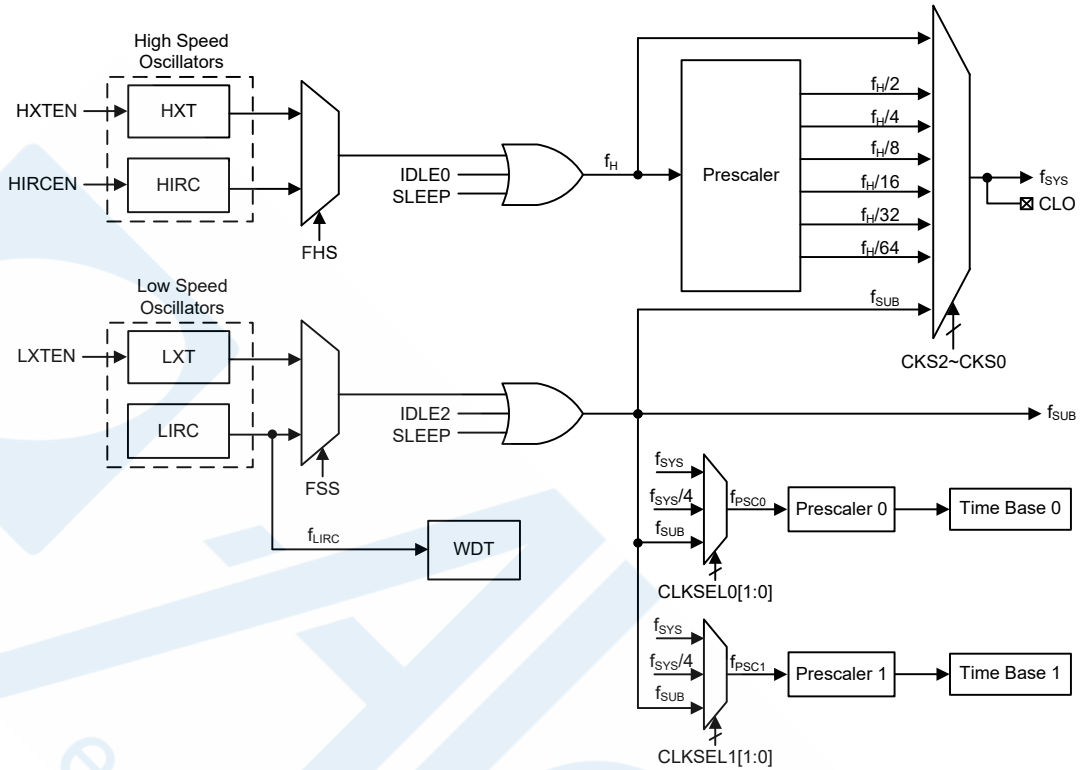 High Speed
Oscillators
HXTEN
HXT
HIRCEN
HIRC
FHS
IDLE0
SLEEP
fH
Prescaler
fH/2
fH/4
fH/8
fH/16
fH/32
fH/64
fSUB
CKS2~CKS0
fSYS
CLO
Low Speed
Oscillators
LXTEN
LXT
LIRC
FSS
IDLE2
SLEEP
fSUB
fLIRC
WDT
fSYS
fSYS/4
fSUB
fPSC0
CLKSEL0[1:0]
Prescaler 0
Time Base 0
fSYS
fSYS/4
fSUB
fPSC1
CLKSEL1[1:0]
Prescaler 1
Time Base 1